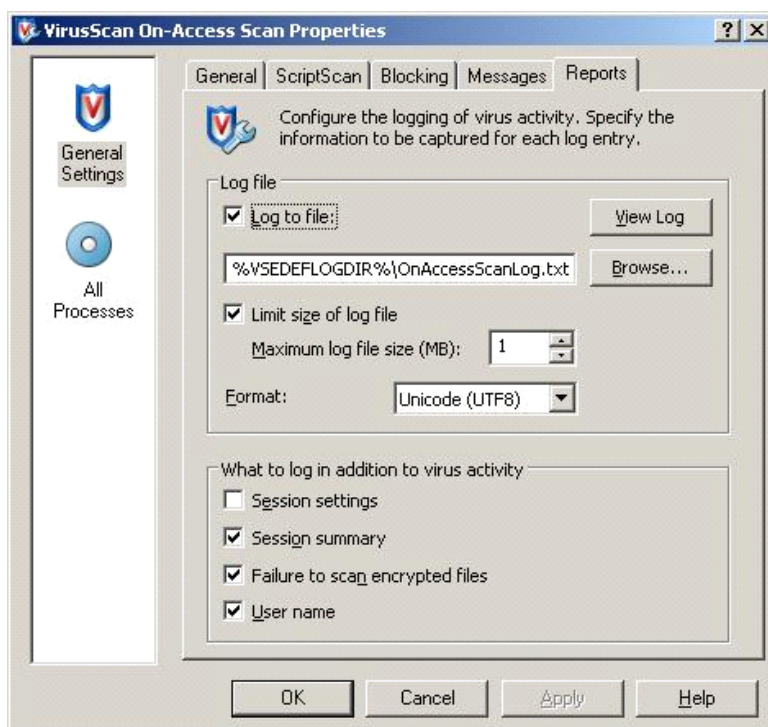 VirusScan On-Access Scan Properties
General Settings
All Processes
General
ScriptScan
Blocking
Messages
Reports
Configure the logging of virus activity. Specify the
information to be captured for each log entry.
Log file
Log to file:
View Log
%VSEDEFLOGDIR%\OnAccessScanLog.txt
Browse...
Limit size of log file
Maximum log file size (MB):
1
Format:
Unicode (UTF8)
What to log in addition to virus activity
Session settings
Session summary
Failure to scan encrypted files
User name
OK
Cancel
Apply
Help